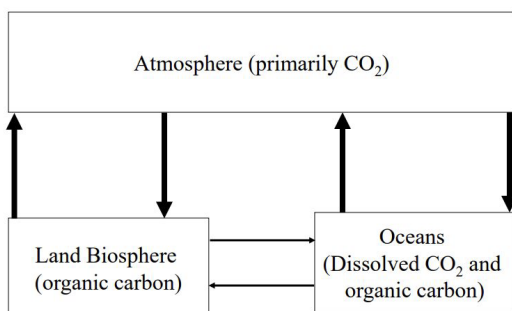 Atmosphere (primarily CO₂)
Land Biosphere
(organic carbon)
Oceans
(Dissolved CO₂ and
organic carbon)